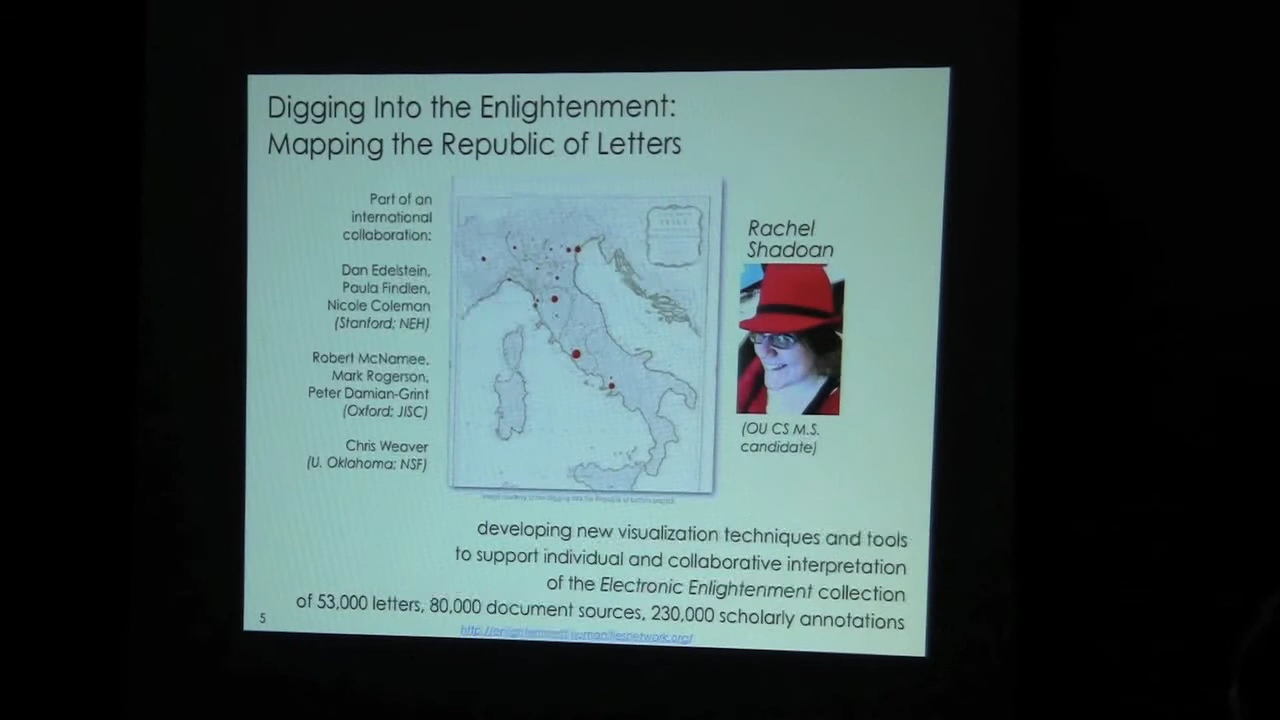 Digging Into the Enlightenment:
Mapping the Republic of Letters
Part of an
international
collaboration:
Dan Edelstein,
Paula Findlen,
Nicole Coleman
(Stanford; NEH)
Robert McNamee,
Mark Rogerson,
Peter Damian-Grint
(Oxford; JISC)
Chris Weaver
(U. Oklahoma; NSF)
Rachel
Shadoan
(OU CS M.S.
candidate)
developing new visualization techniques and tools
to support individual and collaborative interpretation
of the Electronic Enlightenment collection
of 53,000 letters, 80,000 document sources, 230,000 scholarly annotations
5